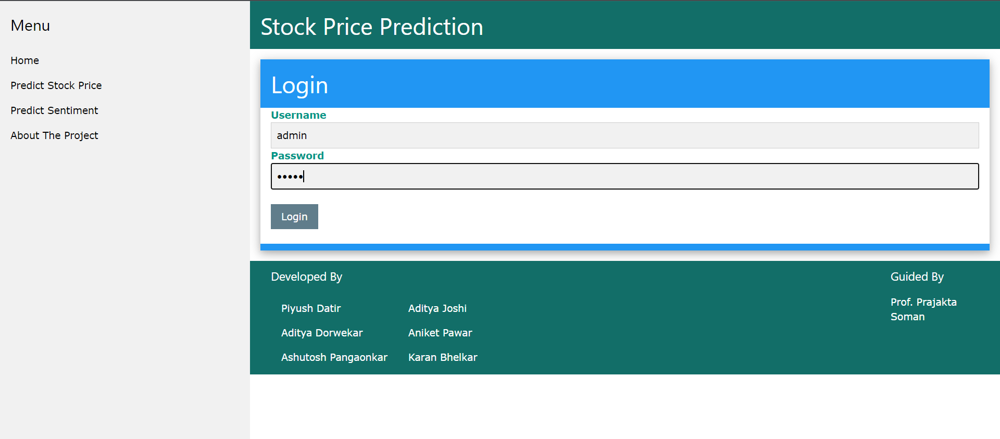 Menu
Home
Predict Stock Price
Predict Sentiment
About The Project
Stock Price Prediction
Login
Username
admin
Password
•••••
Login
Developed By
Piyush Datir
Aditya Joshi
Aditya Dorwekar
Aniket Pawar
Ashutosh Pangaonkar
Karan Bhelkar
Guided By
Prof. Prajakta
Soman